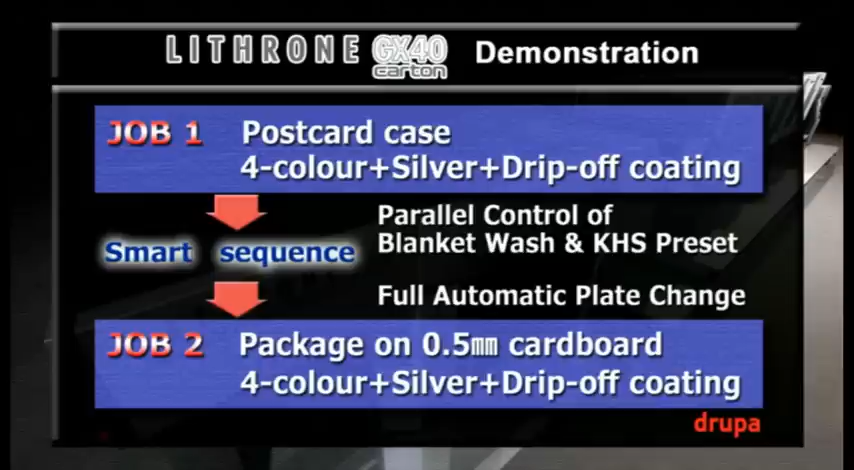 LITHRONE GX40 carton Demonstration
JOB 1 Postcard case
4-colour+Silver+Drip-off coating
Parallel Control of
Blanket Wash & KHS Preset
Smart sequence
Full Automatic Plate Change
JOB 2 Package on 0.5㎜ cardboard
4-colour+Silver+Drip-off coating
drupa